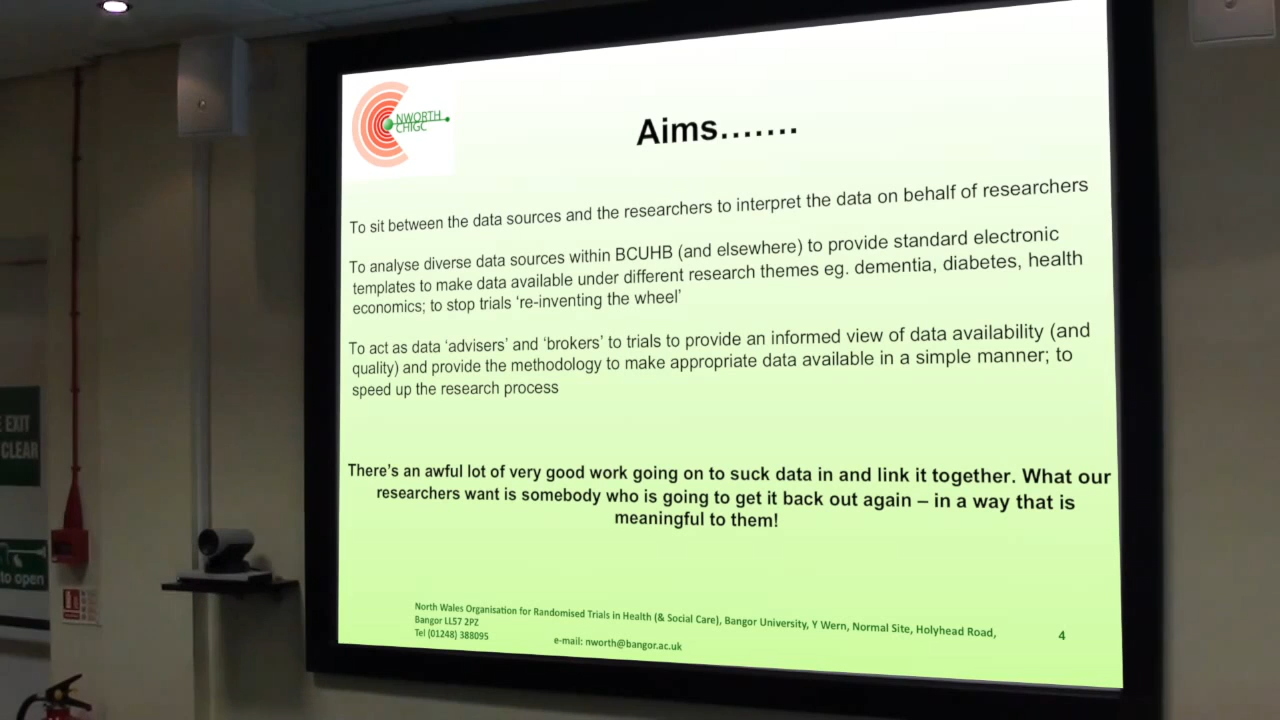 NWORTH
CHIGC
Aims.......
To sit between the data sources and the researchers to interpret the data on behalf of researchers
To analyse diverse data sources within BCUHB (and elsewhere) to provide standard electronic
templates to make data available under different research themes eg. dementia, diabetes, health
economics; to stop trials ‘re-inventing the wheel’
To act as data ‘advisers’ and ‘brokers’ to trials to provide an informed view of data availability (and
quality) and provide the methodology to make appropriate data available in a simple manner; to
speed up the research process
There’s an awful lot of very good work going on to suck data in and link it together. What our
researchers want is somebody who is going to get it back out again – in a way that is
meaningful to them!
North Wales Organisation for Randomised Trials in Health (& Social Care), Bangor University, Y Wern, Normal Site, Holyhead Road,
Bangor LL57 2PZ
Tel (01248) 388095 e-mail: nworth@bangor.ac.uk
4
EXIT
CLEAR
to open